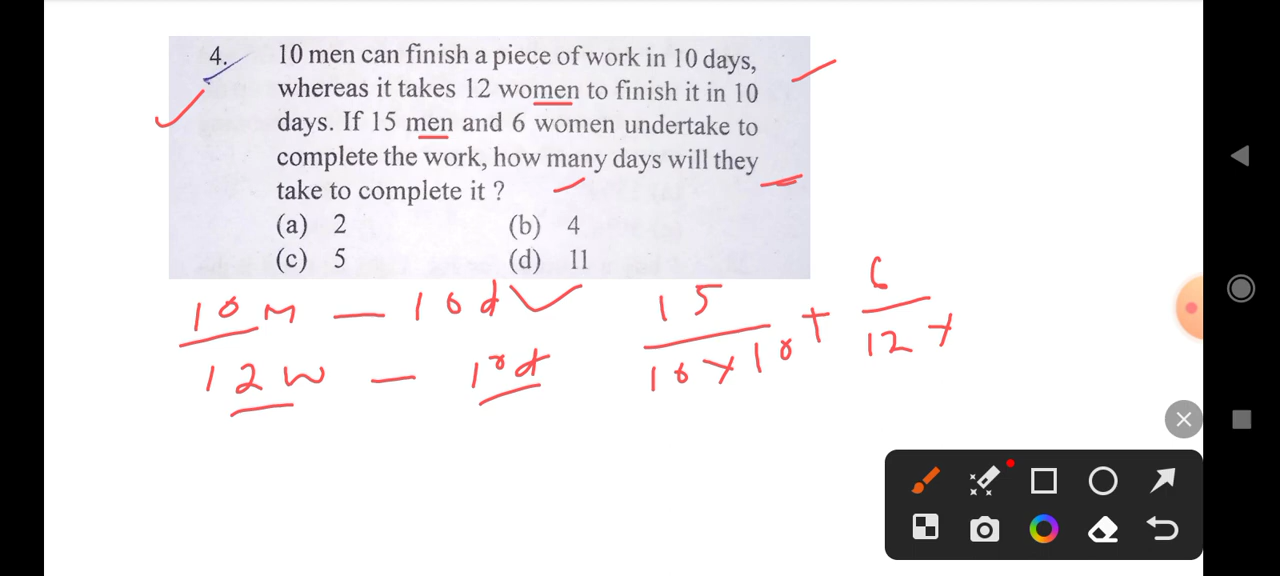 4. 10 men can finish a piece of work in 10 days,
whereas it takes 12 women to finish it in 10
days. If 15 men and 6 women undertake to
complete the work, how many days will they
take to complete it ?
(a) 2 (b) 4
(c) 5 (d) 11
10 M — 10 d
12 W — 10 d
15/10×10 + 6/12×